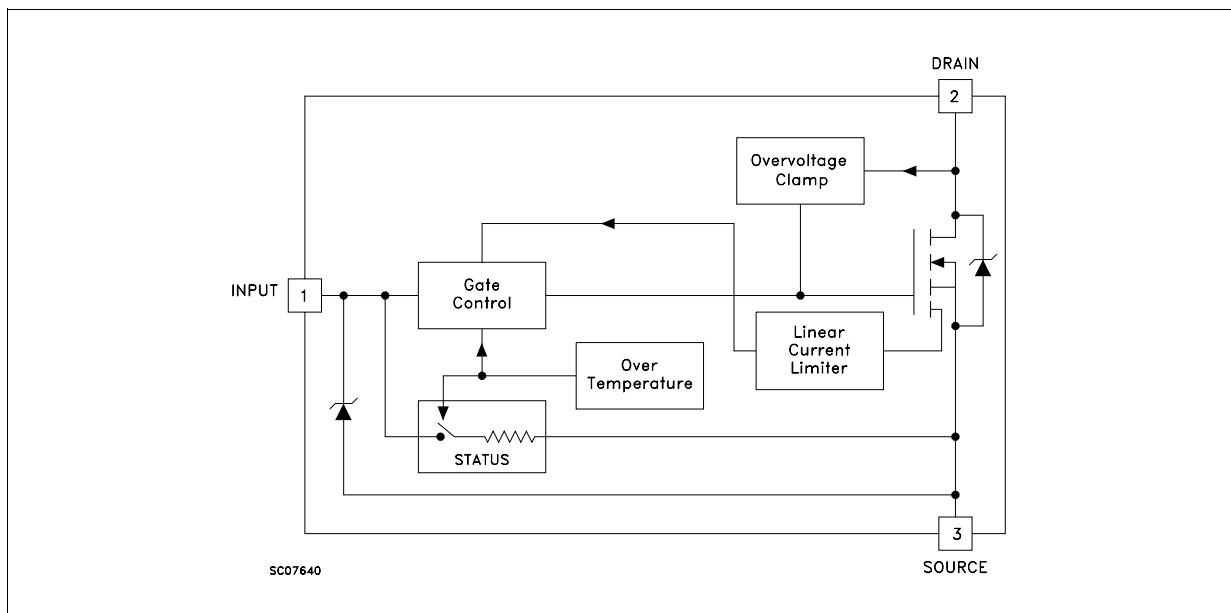 DRAIN
2
Overvoltage
Clamp
INPUT
1
Gate
Control
Linear
Current
Limiter
Over
Temperature
STATUS
3
SOURCE
SC07640